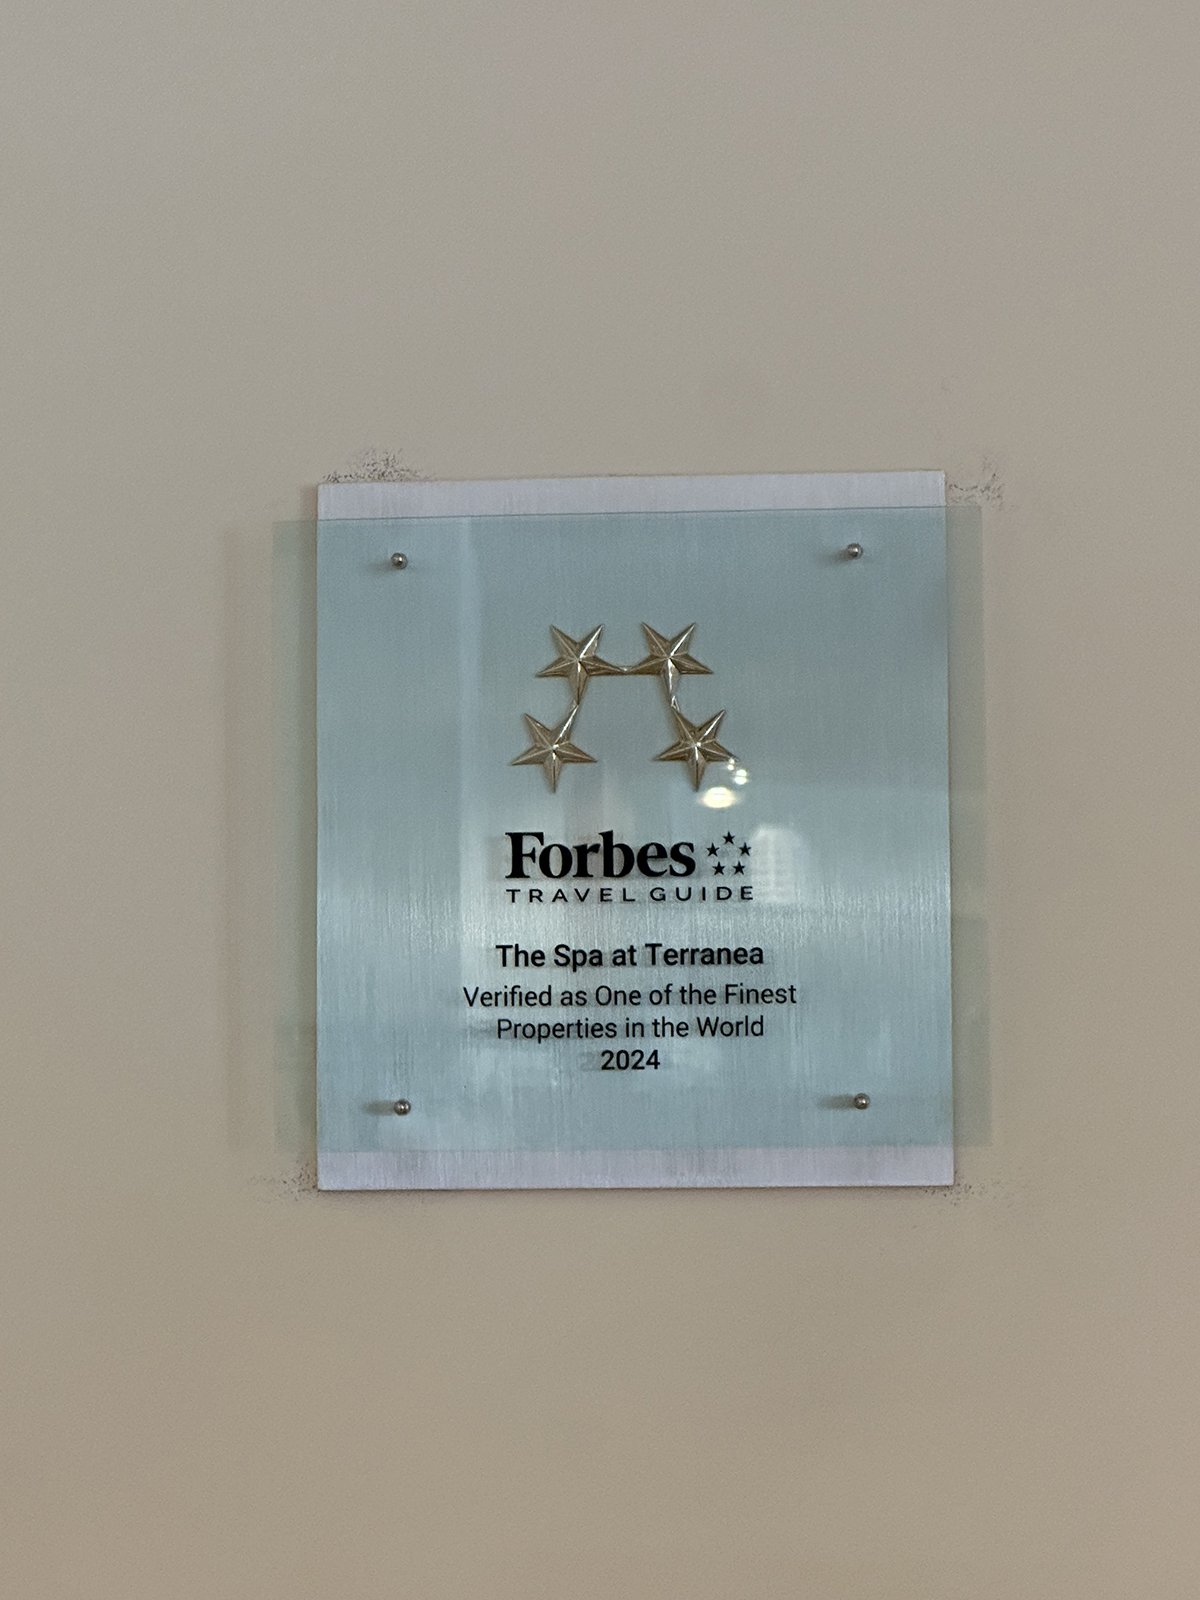 Forbes
TRAVEL GUIDE
The Spa at Terranea
Verified as One of the Finest
Properties in the World
2024